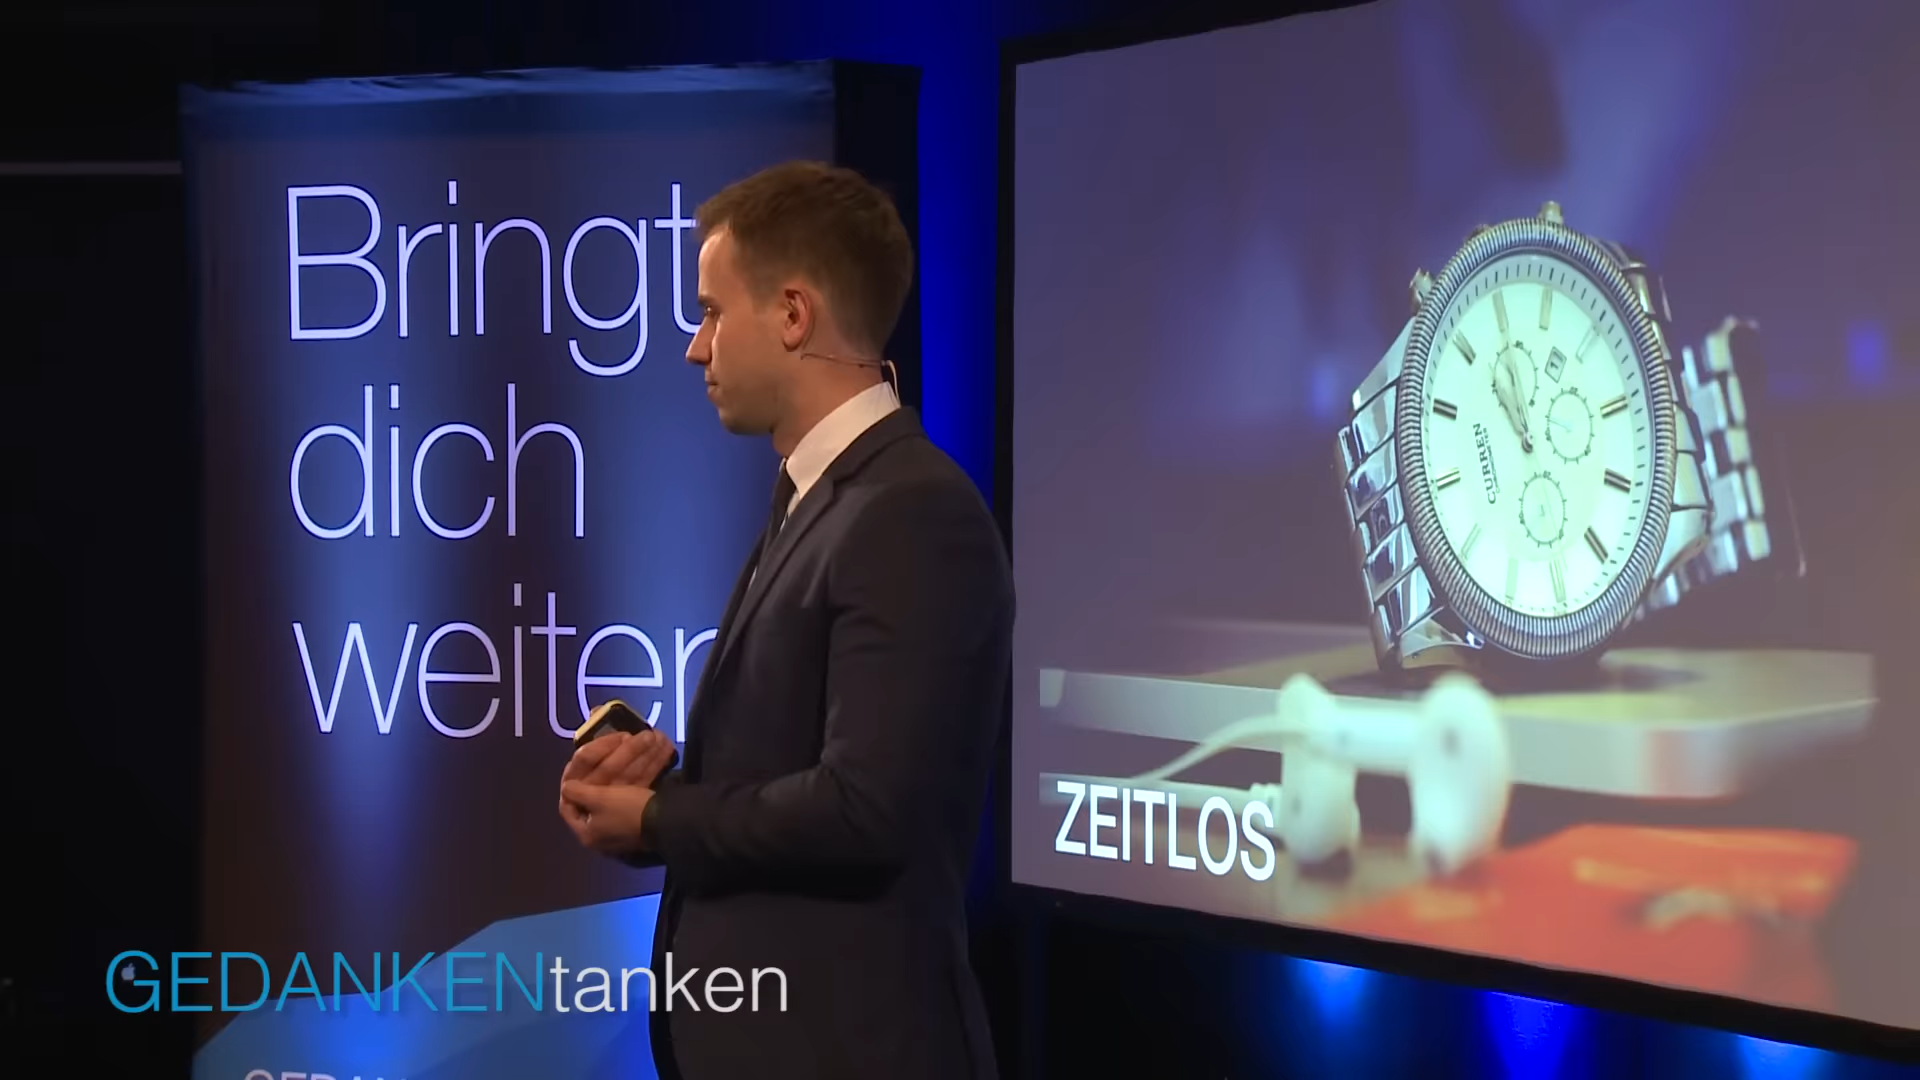 Bringt
dich
weiter
CURREN
ZEITLOS
GEDANKENtanken